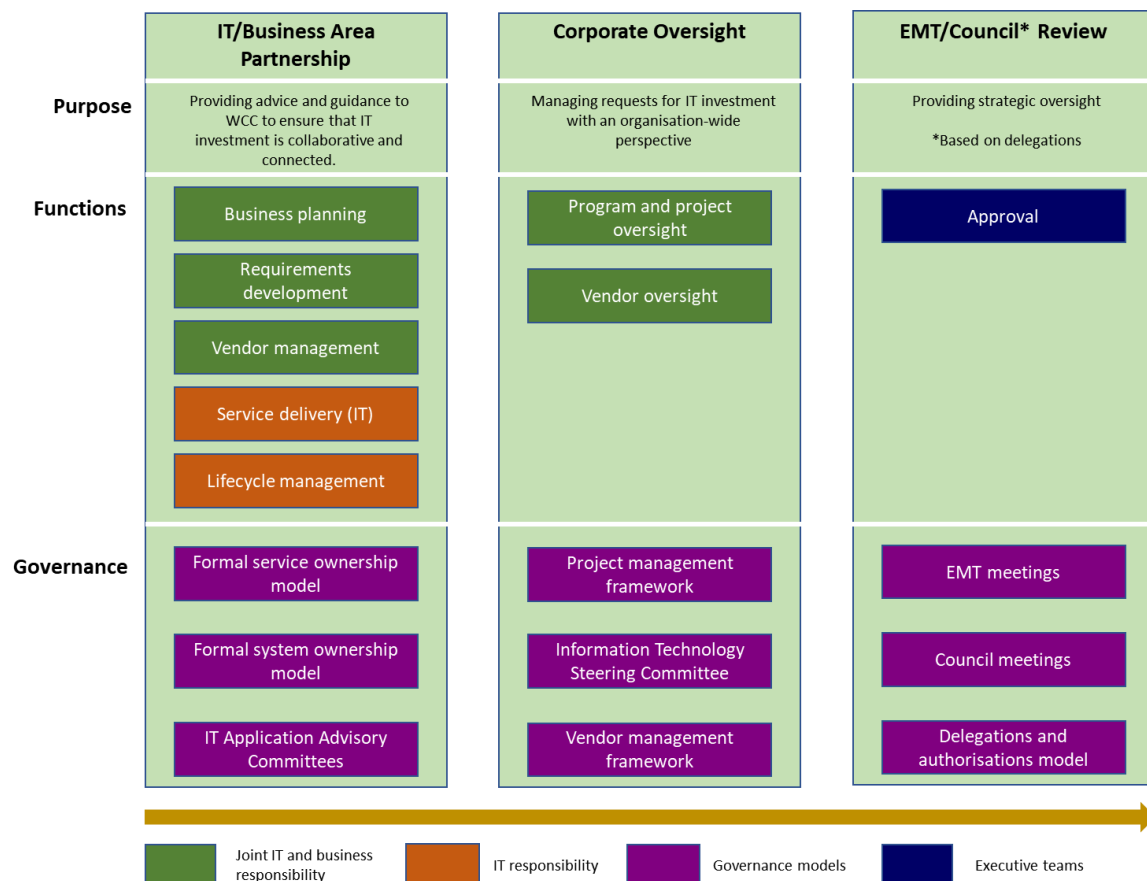 IT/Business Area
Partnership
Corporate Oversight
EMT/Council* Review
Purpose
Providing advice and guidance to
WCC to ensure that IT
investment is collaborative and
connected.
Managing requests for IT investment
with an organisation-wide
perspective
Providing strategic oversight
*Based on delegations
Functions
Business planning
Requirements
development
Vendor management
Service delivery (IT)
Lifecycle management
Program and project
oversight
Vendor oversight
Approval
Governance
Formal service ownership
model
Formal system ownership
model
IT Application Advisory
Committees
Project management
framework
Information Technology
Steering Committee
Vendor management
framework
EMT meetings
Council meetings
Delegations and
authorisations model
Joint IT and business
responsibility
IT responsibility
Governance models
Executive teams